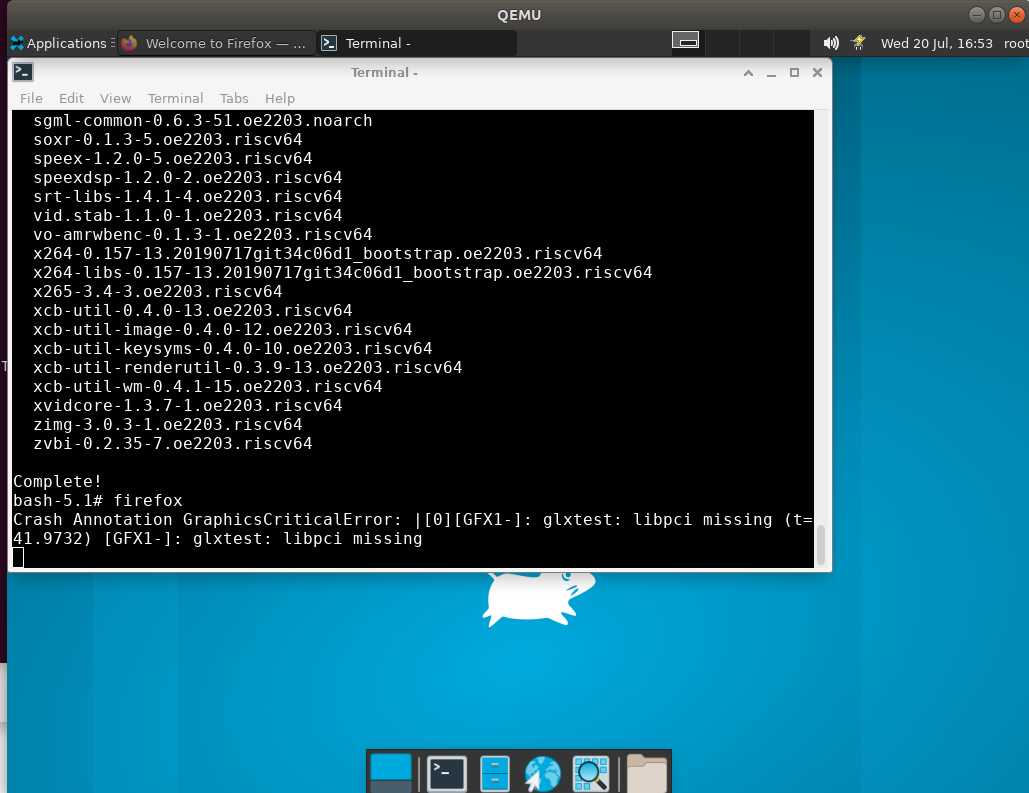 QEMU
Applications
Welcome to Firefox — ...
Terminal -
Wed 20 Jul, 16:53
root
Terminal -
File Edit View Terminal Tabs Help
sgml-common-0.6.3-51.oe2203.noarch
soxr-0.1.3-5.oe2203.riscv64
speex-1.2.0-5.oe2203.riscv64
speexdsp-1.2.0-2.oe2203.riscv64
srt-libs-1.4.1-4.oe2203.riscv64
vid.stab-1.1.0-1.oe2203.riscv64
vo-amrwbenc-0.1.3-1.oe2203.riscv64
x264-0.157-13.20190717git34c06d1_bootstrap.oe2203.riscv64
x264-libs-0.157-13.20190717git34c06d1_bootstrap.oe2203.riscv64
x265-3.4-3.oe2203.riscv64
xcb-util-0.4.0-13.oe2203.riscv64
xcb-util-image-0.4.0-12.oe2203.riscv64
xcb-util-keysyms-0.4.0-10.oe2203.riscv64
xcb-util-renderutil-0.3.9-13.oe2203.riscv64
xcb-util-wm-0.4.1-15.oe2203.riscv64
xvidcore-1.3.7-1.oe2203.riscv64
zimg-3.0.3-1.oe2203.riscv64
zvbi-0.2.35-7.oe2203.riscv64
Complete!
bash-5.1# firefox
Crash Annotation GraphicsCriticalError: |[0][GFX1-]: glxtest: libpci missing (t=
41.9732) [GFX1-]: glxtest: libpci missing